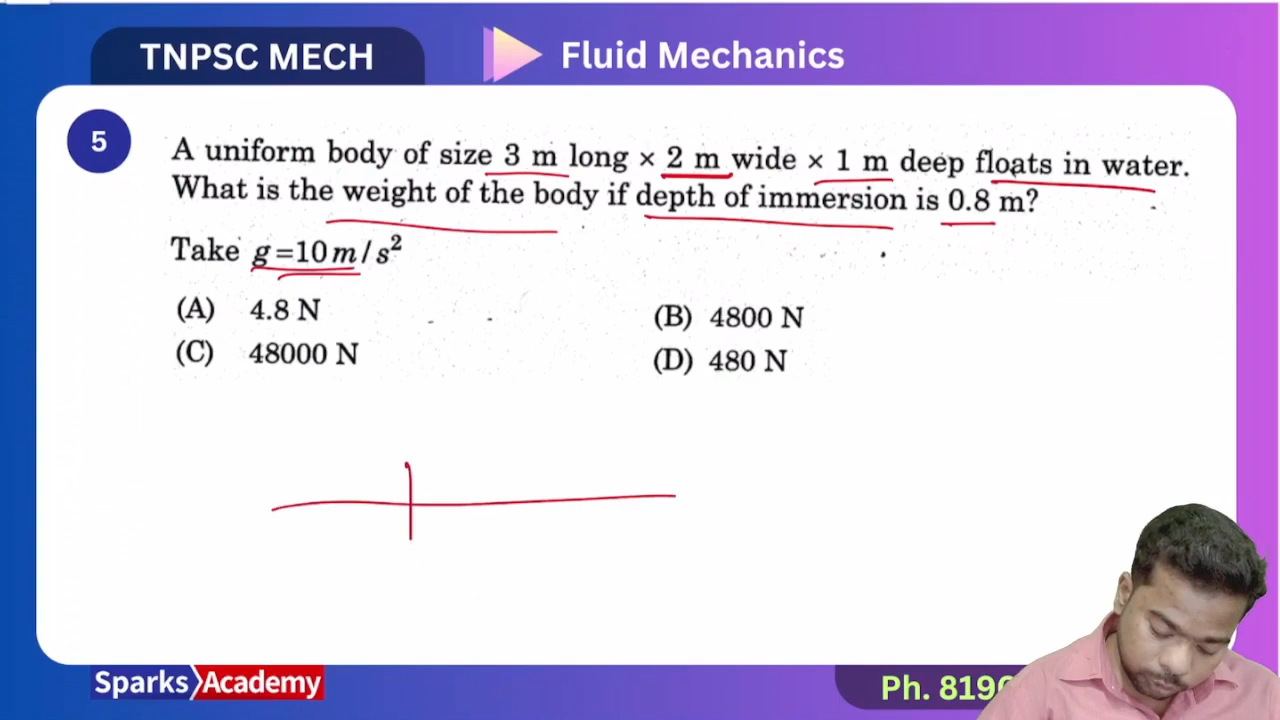 TNPSC MECH
Fluid Mechanics
5
A uniform body of size 3 m long × 2 m wide × 1 m deep floats in water.
What is the weight of the body if depth of immersion is 0.8 m?
Take g=10 m/s²
(A) 4.8 N
(B) 4800 N
(C) 48000 N
(D) 480 N
Sparks Academy
Ph. 819